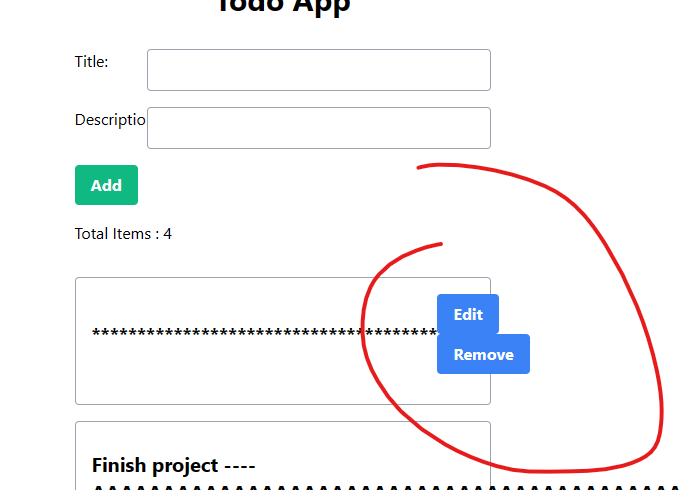 Todo App
Title:
Descriptio
Add
Total Items : 4
Edit
***************************************
Remove
Finish project ----